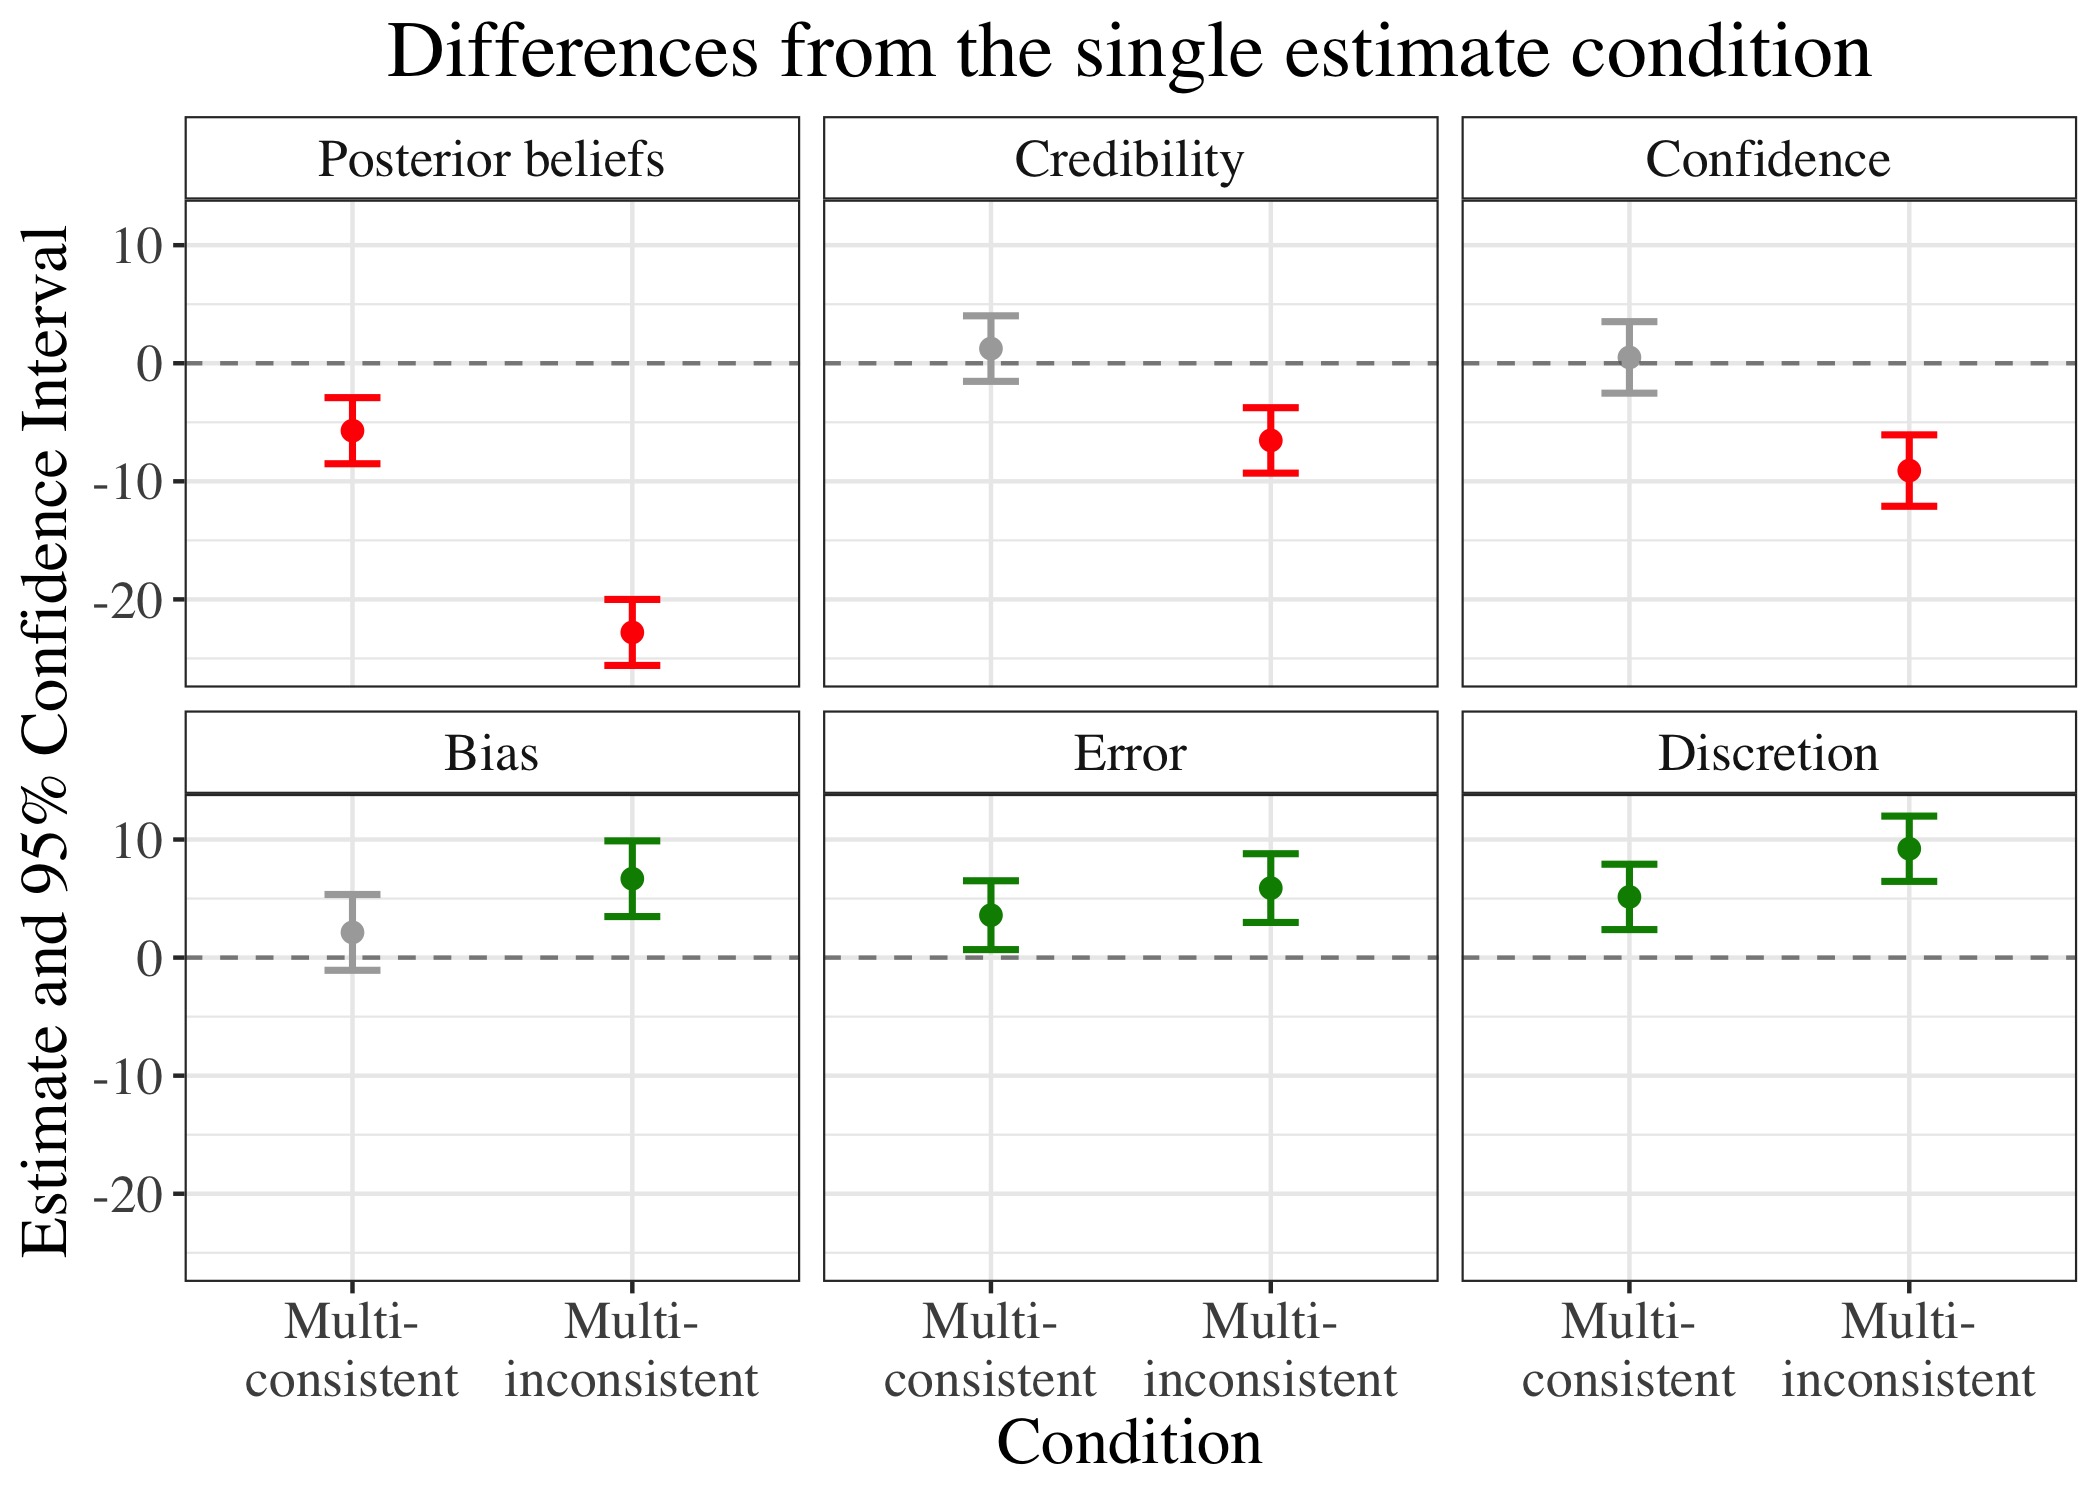 Differences from the single estimate condition
Posterior beliefs
Credibility
Confidence
Estimate and 95% Confidence Interval
10
0
-10
-20
Bias
Error
Discretion
10
0
-10
-20
Multi-
consistent
Multi-
inconsistent
Multi-
consistent
Multi-
inconsistent
Multi-
consistent
Multi-
inconsistent
Condition